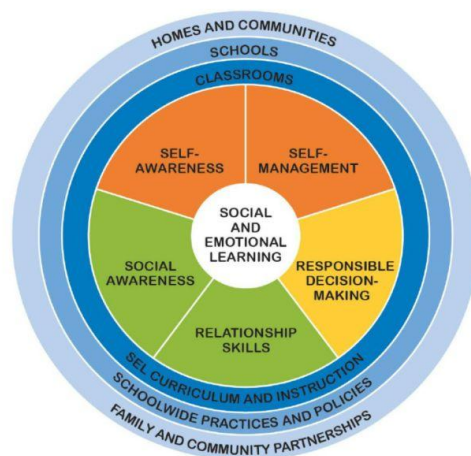 HOMES AND COMMUNITIES
SCHOOLS
CLASSROOMS
SELF-
AWARENESS
SELF-
MANAGEMENT
SOCIAL
AND
EMOTIONAL
LEARNING
SOCIAL
AWARENESS
RESPONSIBLE
DECISION-
MAKING
RELATIONSHIP
SKILLS
SEL CURRICULUM AND INSTRUCTION
SCHOOLWIDE PRACTICES AND POLICIES
FAMILY AND COMMUNITY PARTNERSHIPS